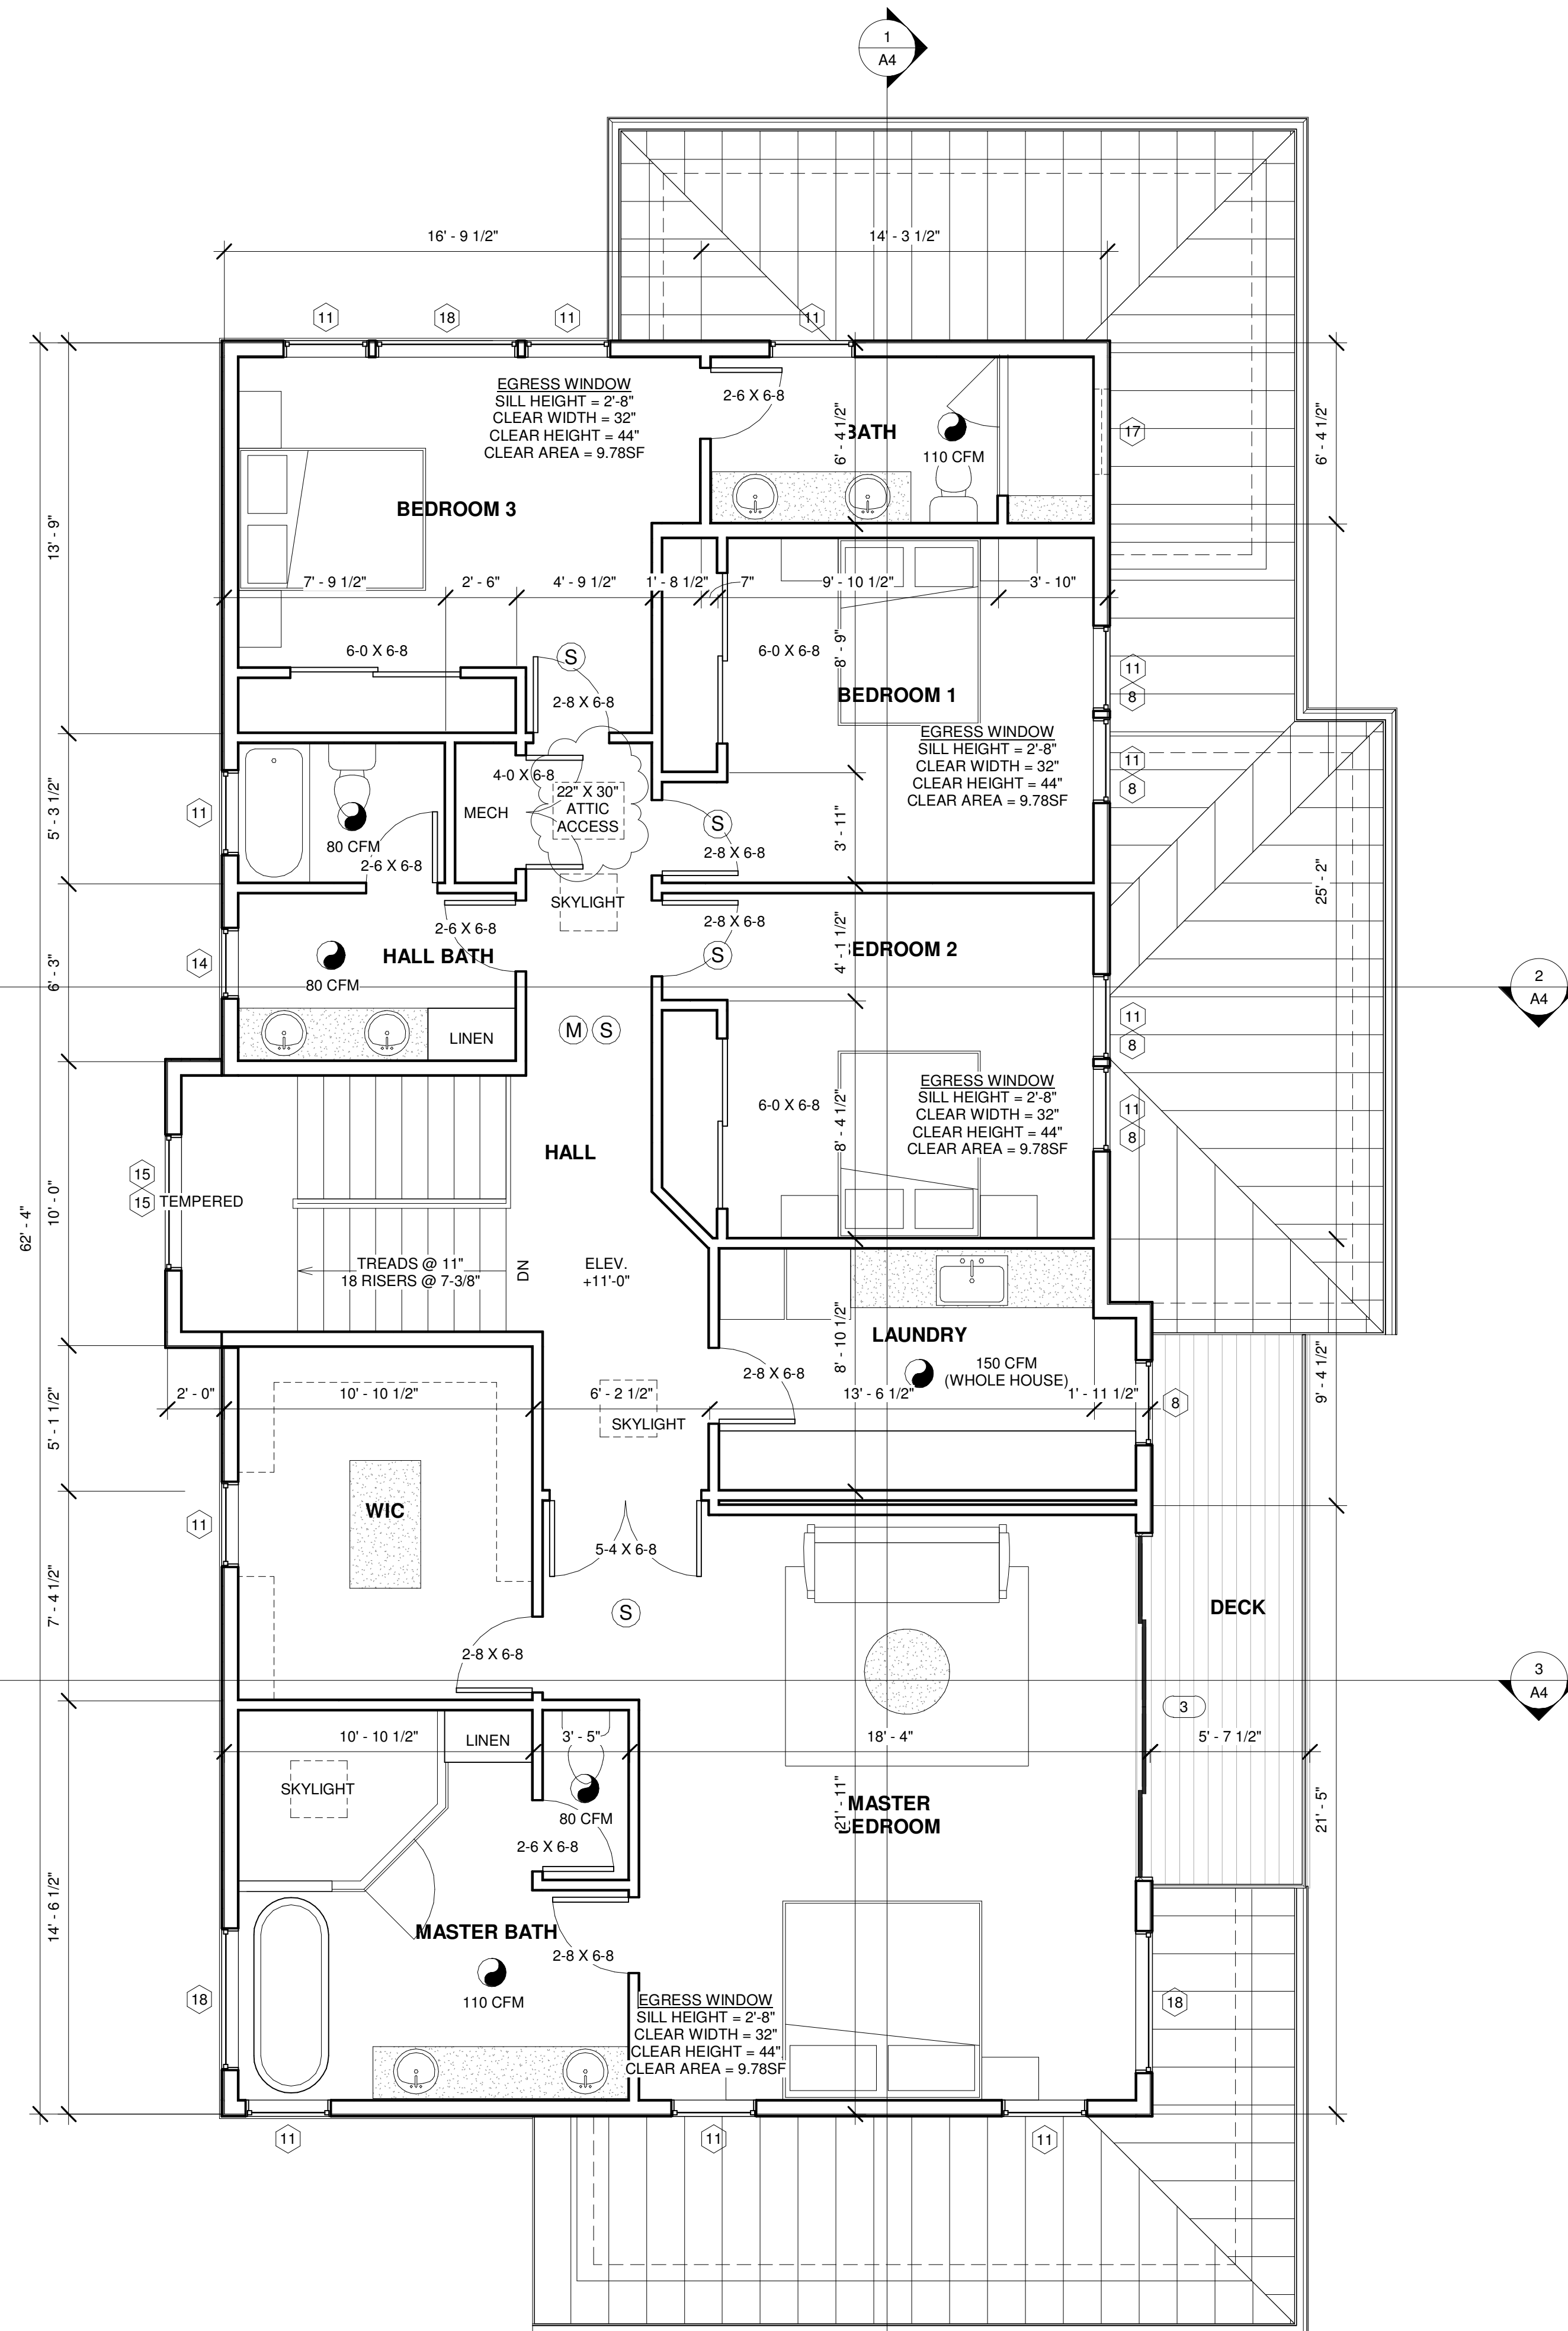 1
A4
16' - 9 1/2"
14' - 3 1/2"
11
18
11
11
EGRESS WINDOW
SILL HEIGHT = 2'-8"
CLEAR WIDTH = 32"
CLEAR HEIGHT = 44"
CLEAR AREA = 9.78SF
2-6 X 6-8
6' - 4 1/2"
BATH
110 CFM
17
6' - 4 1/2"
BEDROOM 3
13' - 9"
7' - 9 1/2"
2' - 6"
4' - 9 1/2"
1' - 8 1/2"
7"
9' - 10 1/2"
3' - 10"
6-0 X 6-8
S
2-8 X 6-8
6-0 X 6-8
8' - 9"
BEDROOM 1
11
8
EGRESS WINDOW
SILL HEIGHT = 2'-8"
CLEAR WIDTH = 32"
CLEAR HEIGHT = 44"
CLEAR AREA = 9.78SF
11
8
5' - 3 1/2"
11
80 CFM
2-6 X 6-8
4-0 X 6-8
MECH
22" X 30"
ATTIC
ACCESS
S
2-8 X 6-8
3' - 11"
25' - 2"
SKYLIGHT
2-6 X 6-8
2-8 X 6-8
S
4' - 1 1/2"
BEDROOM 2
6' - 3"
14
HALL BATH
80 CFM
LINEN
M
S
2
A4
11
8
6-0 X 6-8
8' - 4 1/2"
EGRESS WINDOW
SILL HEIGHT = 2'-8"
CLEAR WIDTH = 32"
CLEAR HEIGHT = 44"
CLEAR AREA = 9.78SF
11
8
HALL
15
15
TEMPERED
62' - 4"
10' - 0"
TREADS @ 11"
18 RISERS @ 7-3/8"
DN
ELEV.
+11'-0"
LAUNDRY
8' - 10 1/2"
2-8 X 6-8
150 CFM
(WHOLE HOUSE)
9' - 4 1/2"
2' - 0"
10' - 10 1/2"
6' - 2 1/2"
13' - 6 1/2"
1' - 11 1/2"
8
5' - 1 1/2"
SKYLIGHT
11
WIC
5-4 X 6-8
7' - 4 1/2"
S
DECK
2-8 X 6-8
3
A4
3
10' - 10 1/2"
LINEN
3' - 5"
18' - 4"
5' - 7 1/2"
SKYLIGHT
80 CFM
2-6 X 6-8
21' - 11"
MASTER
BEDROOM
21' - 5"
14' - 6 1/2"
MASTER BATH
110 CFM
2-8 X 6-8
18
EGRESS WINDOW
SILL HEIGHT = 2'-8"
CLEAR WIDTH = 32"
CLEAR HEIGHT = 44"
CLEAR AREA = 9.78SF
18
11
11
11